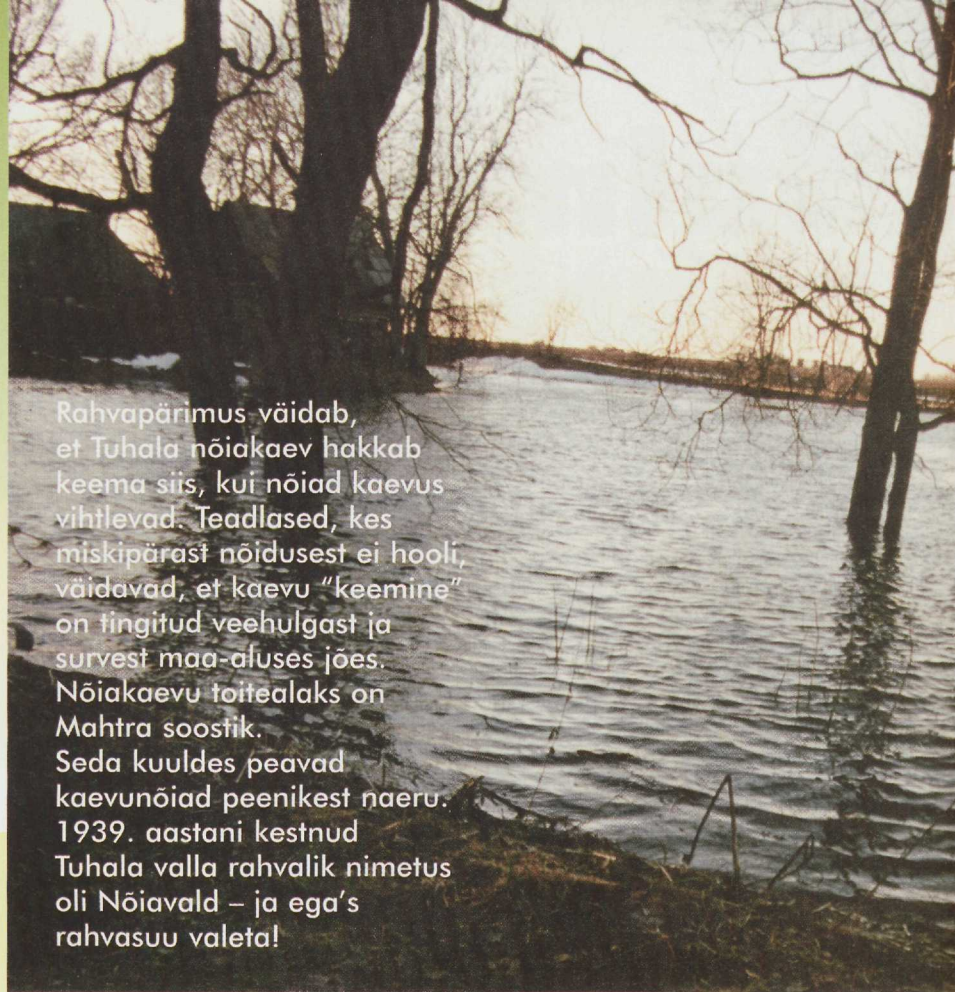 Rahvapärimus väidab,
et Tuhala nõiakaev hakkab
keema siis, kui nõiad kaevus
vihtlevad. Teadlased, kes
miskipärast nõidusest ei hooli,
väidavad, et kaevu “keemine”
on tingitud veehulgast ja
survest maa-aluses jões.
Nõiakaevu toitealaks on
Mahtra soostik.
Seda kuuldes peavad
kaevunõiad peenikest naeru.
1939. aastani kestnud
Tuhala valla rahvalik nimetus
oli Nõiavald – ja ega’s
rahvasuu valeta!